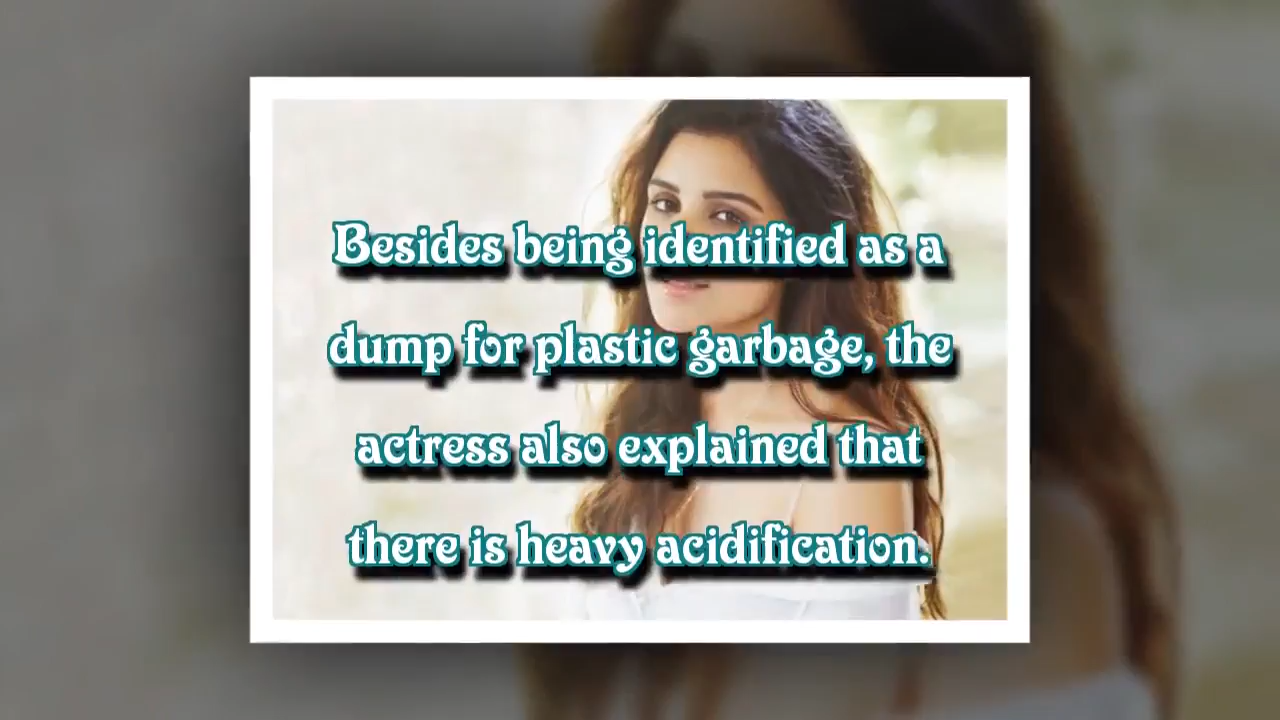 Besides being identified as a
dump for plastic garbage, the
actress also explained that
there is heavy acidification.